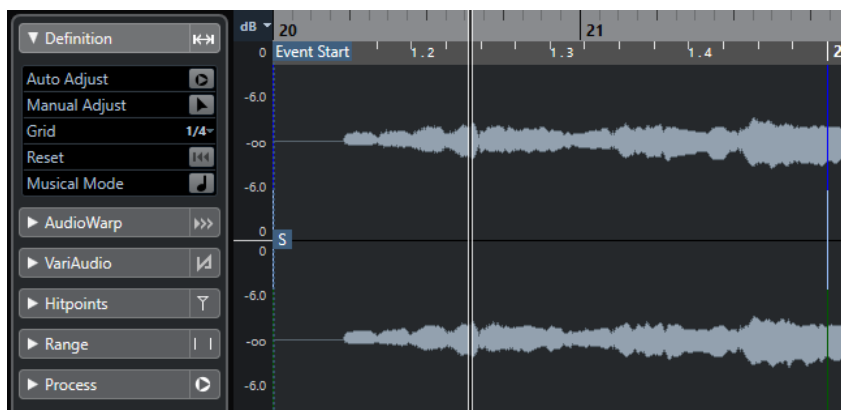 Definition
Auto Adjust
Manual Adjust
Grid 1/4
Reset
Musical Mode
AudioWarp
VariAudio
Hitpoints
Range
Process
dB 20 21
0 Event Start 1.2 1.3 1.4 2
-6.0
-oo
-6.0
0
S
0
-6.0
-oo
-6.0